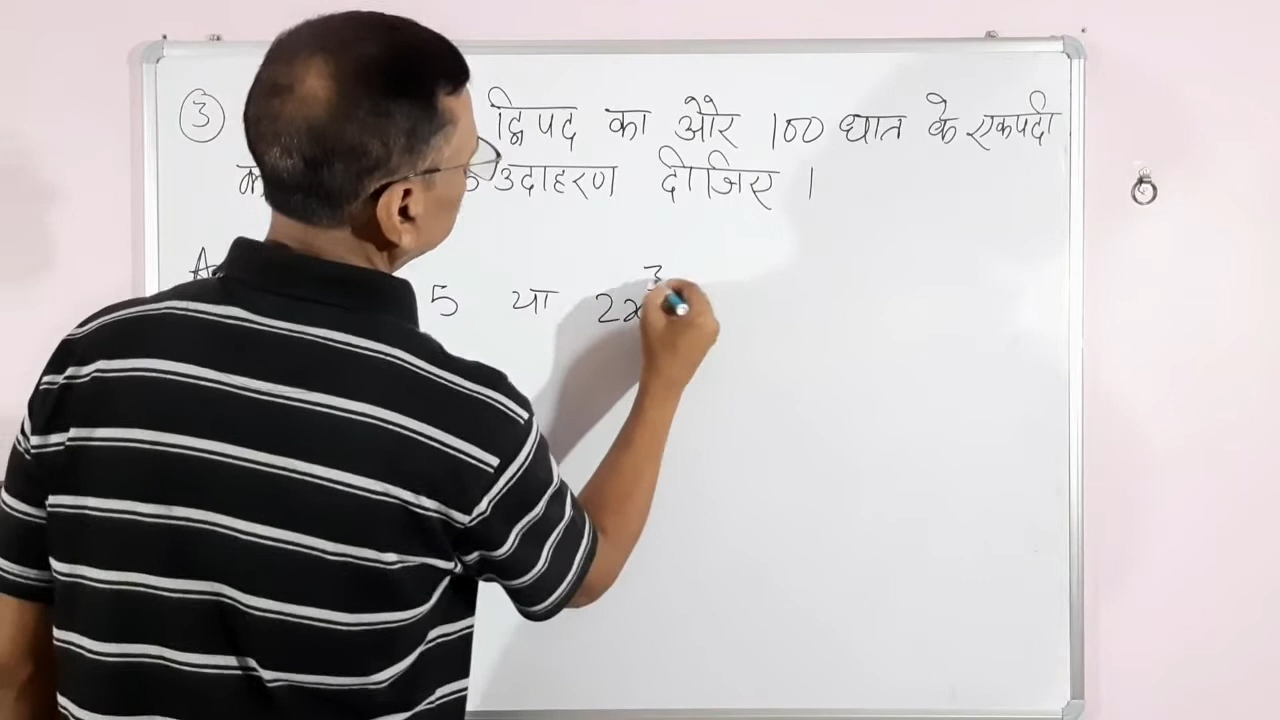 ③ द्विपद का और 100 घात के एकपदी
उदाहरण दीजिए ।
5 या 2x³